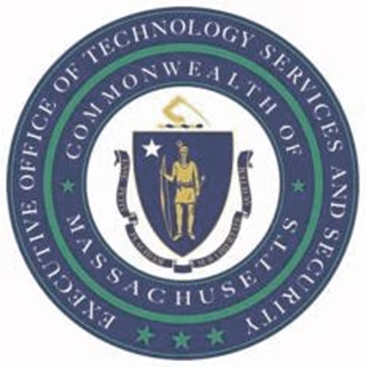 EXECUTIVE OFFICE OF TECHNOLOGY SERVICES AND SECURITY
COMMONWEALTH OF MASSACHUSETTS